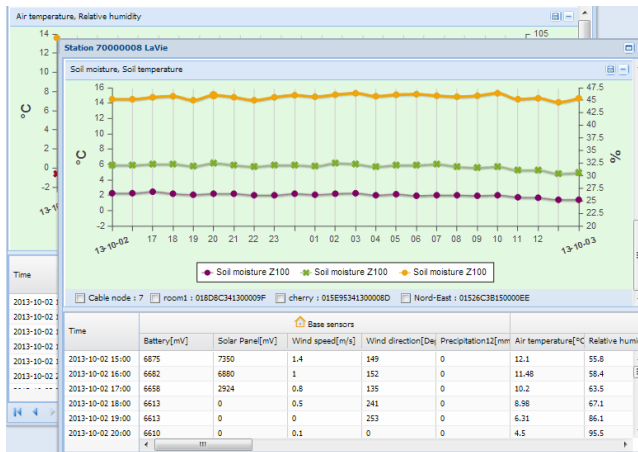 Air temperature, Relative humidity
14
12
10
8
6
4
2
0
-2
°C
105
13-10
Time
2013-10-02 1
2013-10-02 1
2013-10-02 1
2013-10-02 1
2013-10-02 1
2013-10-02 2
Station 70000008 LaVie
Soil moisture, Soil temperature
16
14
12
10
8
6
4
2
0
-2
°C
47.5
45
42.5
40
37.5
35
32.5
30
27.5
25
22.5
20
%
13-10-02 17 18 19 20 21 22 23 01 02 03 04 05 06 07 08 09 10 11 12 13-10-03
Soil moisture Z100 Soil moisture Z100 Soil moisture Z100
Cable node : 7 room1 : 018D8C341300009F cherry : 015E95341300008D Nord-East : 01526C3B150000EE
Time Base sensors
Battery[mV] Solar Panel[mV] Wind speed[m/s] Wind direction[De Precipitation12[mm Air temperature[°C Relative humi
2013-10-02 15:00 6875 7350 1.4 149 0 12.1 55.8
2013-10-02 16:00 6682 6880 1 152 0 11.48 58.4
2013-10-02 17:00 6658 2924 0.8 135 0 10.2 63.5
2013-10-02 18:00 6613 0 0.5 241 0 8.98 67.1
2013-10-02 19:00 6613 0 0 253 0 6.31 86.1
2013-10-02 20:00 6610 0 0.1 0 0 4.5 95.5